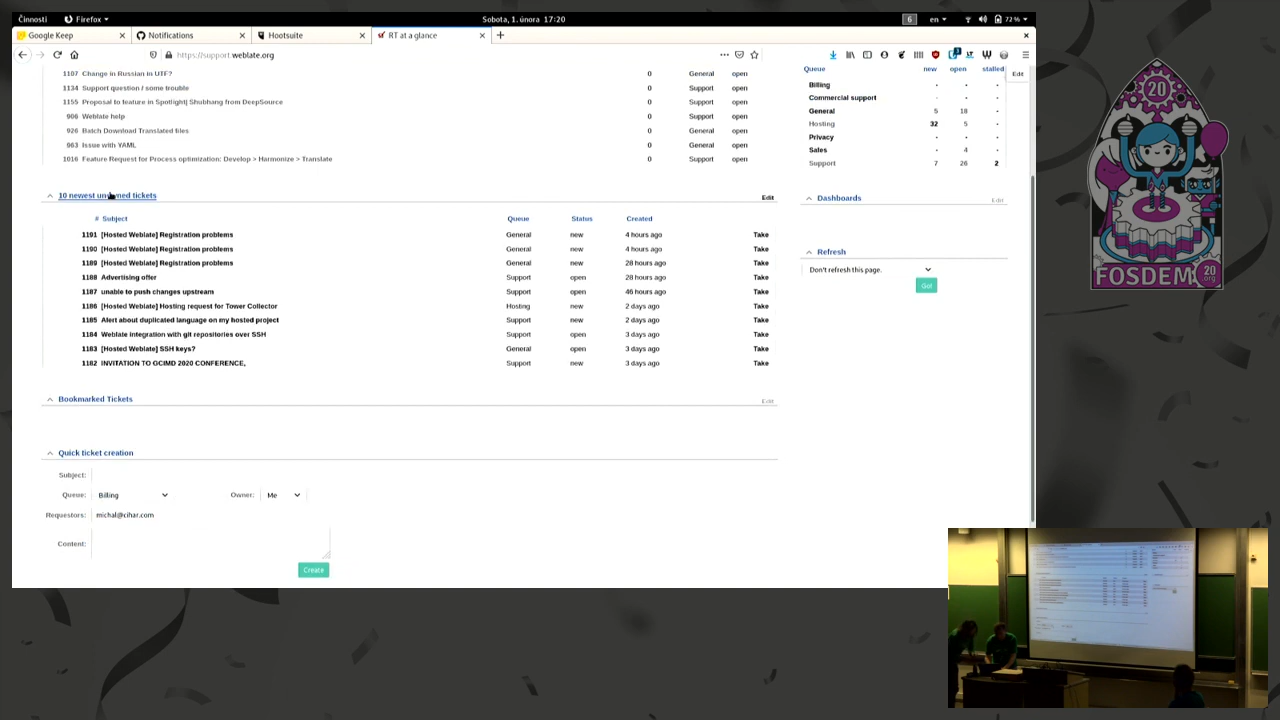 Činnosti
Firefox
Sobota, 1. února 17:20
6
en
72 %
Google Keep
Notifications
Hootsuite
RT at a glance
https://support.weblate.org
1107 Change in Russian in UTF? 0 General open
1134 Support question / some trouble 0 Support open
1155 Proposal to feature in Spotlight| Shubhang from DeepSource 0 Support open
906 Weblate help 0 Support open
926 Batch Download Translated files 0 General open
963 Issue with YAML 0 General open
1016 Feature Request for Process optimization: Develop > Harmonize > Translate 0 Support open
Queue new open stalled
Edit
Billing - - -
Commercial support - - -
General 5 18 -
Hosting 32 5 -
Privacy - - -
Sales - 4 -
Support 7 26 2
10 newest unowned tickets
Edit
# Subject Queue Status Created
1191 [Hosted Weblate] Registration problems General new 4 hours ago Take
1190 [Hosted Weblate] Registration problems General new 4 hours ago Take
1189 [Hosted Weblate] Registration problems General new 28 hours ago Take
1188 Advertising offer Support open 28 hours ago Take
1187 unable to push changes upstream Support open 46 hours ago Take
1186 [Hosted Weblate] Hosting request for Tower Collector Hosting new 2 days ago Take
1185 Alert about duplicated language on my hosted project Support new 2 days ago Take
1184 Weblate integration with git repositories over SSH Support open 3 days ago Take
1183 [Hosted Weblate] SSH keys? General open 3 days ago Take
1182 INVITATION TO GCIMD 2020 CONFERENCE, Support new 3 days ago Take
Dashboards
Edit
Refresh
Don't refresh this page.
Go!
Bookmarked Tickets
Edit
Quick ticket creation
Subject:
Queue: Billing Owner: Me
Requestors: michal@cihar.com
Content:
Create
20
FOSDEM 20
.org